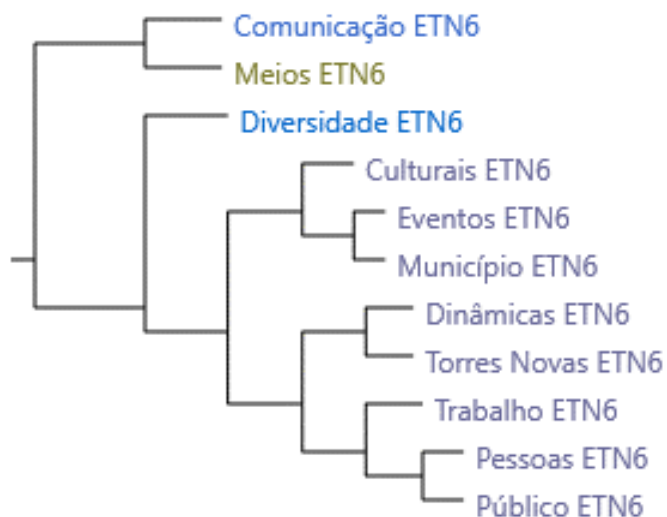 Comunicação ETN6
Meios ETN6
Diversidade ETN6
Culturais ETN6
Eventos ETN6
Município ETN6
Dinâmicas ETN6
Torres Novas ETN6
Trabalho ETN6
Pessoas ETN6
Público ETN6